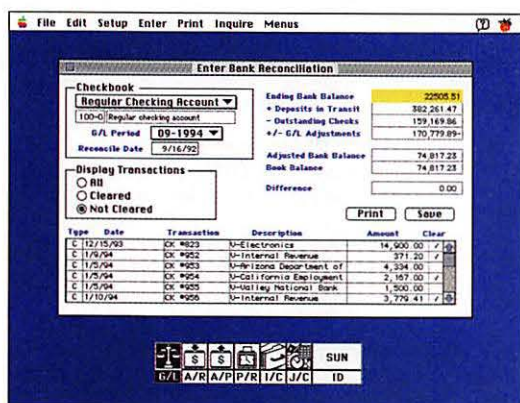 File Edit Setup Enter Print Inquire Menus
Enter Bank Reconciliation
Checkbook
Regular Checking Account
100-0 Regular checking account
G/L Period 09-1994
Reconcile Date 9/16/92
Display Transactions
All
Cleared
Not Cleared
Ending Bank Balance 22505.51
+ Deposits in Transit 382,261.47
- Outstanding Checks 159,169.86
+/- G/L Adjustments 170,779.89-
Adjusted Bank Balance 74,817.23
Book Balance 74,817.23
Difference 0.00
Print Save
Type Date Transaction Description Amount Clear
C 12/15/93 CK #823 V-Electronics 14,900.00 ✓
C 1/9/94 CK #952 V-Internal Revenue 371.20 ✓
C 1/5/94 CK #953 V-Arizona Department of 4,334.00
C 1/5/94 CK #954 V-California Employment 2,167.00 ✓
C 1/5/94 CK #955 V-Valley National Bank 1,500.00
C 1/10/94 CK #956 V-Internal Revenue 3,779.41 ✓
$ $ SUN
G/L A/R A/P P/R I/C J/C ID